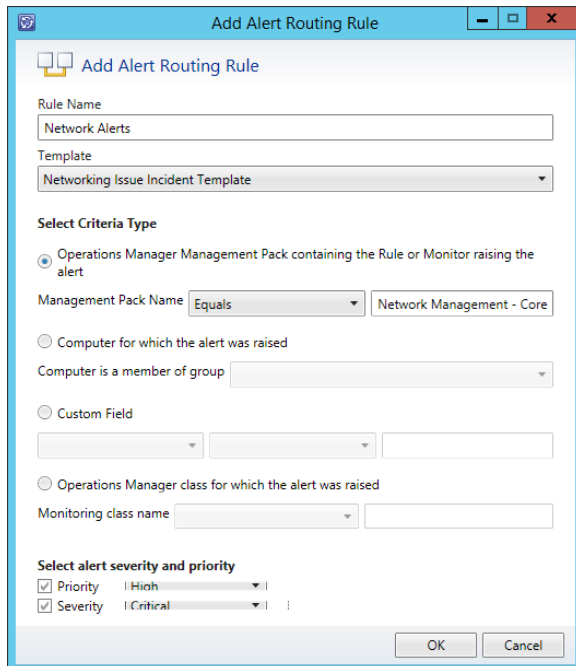 Add Alert Routing Rule
Add Alert Routing Rule
Rule Name
Network Alerts
Template
Networking Issue Incident Template
Select Criteria Type
Operations Manager Management Pack containing the Rule or Monitor raising the
alert
Management Pack Name Equals Network Management - Core
Computer for which the alert was raised
Computer is a member of group
Custom Field
Operations Manager class for which the alert was raised
Monitoring class name
Select alert severity and priority
Priority High
Severity Critical
OK Cancel